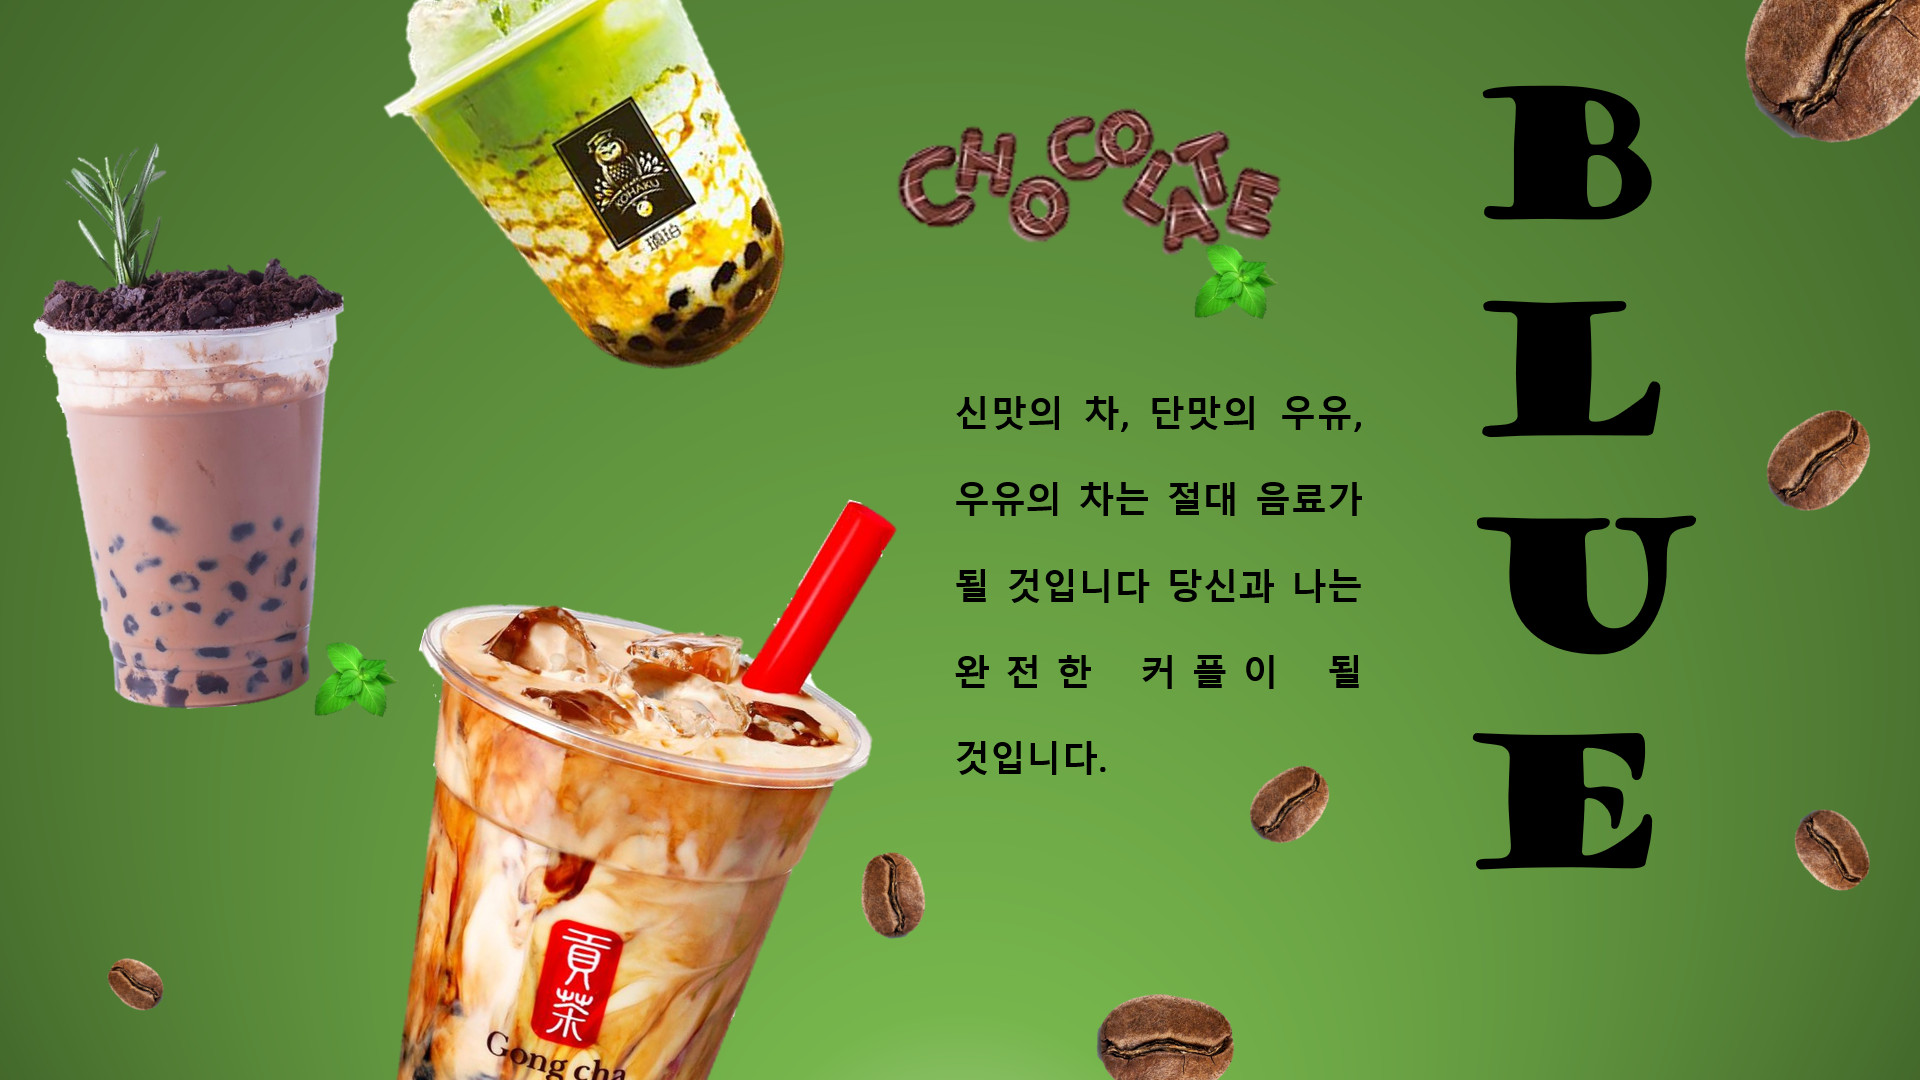 CHOCOLATE
신맛의 차, 단맛의 우유,
우유의 차는 절대 음료가
될 것입니다 당신과 나는
완전한 커플이 될
것입니다.
BLUE
KOHAKU
琥珀
貢茶
Gong cha